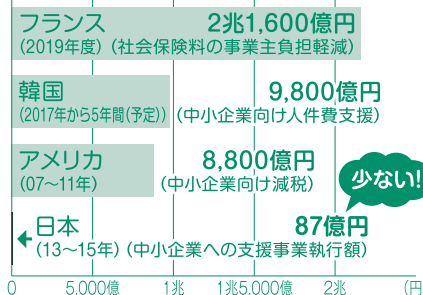 フランス 2兆1,600億円
(2019年度)(社会保険料の事業主負担軽減)
韓国 9,800億円
(2017年から5年間(予定))(中小企業向け人件費支援)
アメリカ 8,800億円
(07〜11年) (中小企業向け減税)
少ない!
日本 87億円
(13〜15年)(中小企業への支援事業執行額)
0 5,000億 1兆 1兆5,000億 2兆 (円